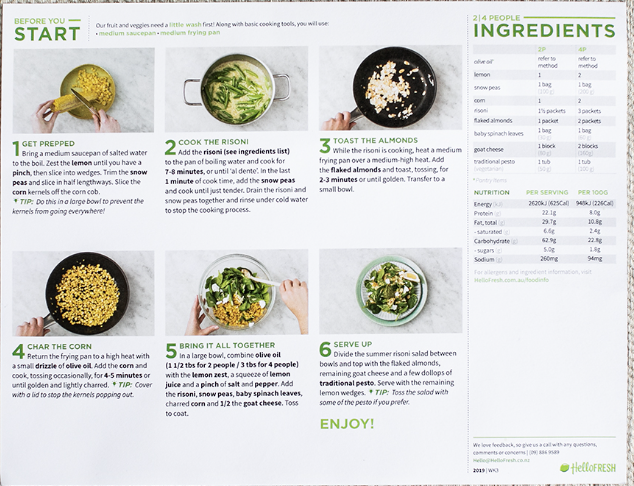 BEFORE YOU
START
Our fruit and veggies need a little wash first! Along with basic cooking tools, you will use:
• medium saucepan • medium frying pan
1 GET PREPPED
Bring a medium saucepan of salted water
to the boil. Zest the lemon until you have a
pinch, then slice into wedges. Trim the snow
peas and slice in half lengthways. Slice the
corn kernels off the corn cob.
TIP: Do this in a large bowl to prevent the
kernels from going everywhere!
2 COOK THE RISONI
Add the risoni (see ingredients list)
to the pan of boiling water and cook for
7-8 minutes, or until 'al dente'. In the last
1 minute of cook time, add the snow peas
and cook until just tender. Drain the risoni and
snow peas together and rinse under cold water
to stop the cooking process.
3 TOAST THE ALMONDS
While the risoni is cooking, heat a medium
frying pan over a medium-high heat. Add
the flaked almonds and toast, tossing, for
2-3 minutes or until golden. Transfer to a
small bowl.
4 CHAR THE CORN
Return the frying pan to a high heat with
a small drizzle of olive oil. Add the corn and
cook, tossing occasionally, for 4-5 minutes or
until golden and lightly charred. TIP: Cover
with a lid to stop the kernels popping out.
5 BRING IT ALL TOGETHER
In a large bowl, combine olive oil
(1 1/2 tbs for 2 people / 3 tbs for 4 people)
with the lemon zest, a squeeze of lemon
juice and a pinch of salt and pepper. Add
the risoni, snow peas, baby spinach leaves,
charred corn and 1/2 the goat cheese. Toss
to coat.
6 SERVE UP
Divide the summer risoni salad between
bowls and top with the flaked almonds,
remaining goat cheese and a few dollops of
traditional pesto. Serve with the remaining
lemon wedges. TIP: Toss the salad with
some of the pesto if you prefer.
ENJOY!
2|4 PEOPLE
INGREDIENTS
2P 4P
olive oil* refer to method refer to method
lemon 1 2
snow peas 1 bag 1 bag
corn 1 2
risoni 1½ packets 3 packets
flaked almonds 1 packet 2 packets
baby spinach leaves 1 bag 1 bag
goat cheese 1 block 2 blocks
traditional pesto 1 tub 1 tub
* Pantry items
NUTRITION PER SERVING PER 100G
Energy (kJ) 2620kJ (625Cal) 948kJ (226Cal)
Protein (g) 22.1g 8.0g
Fat, total (g) 29.7g 10.8g
- saturated (g) 6.6g 2.4g
Carbohydrate (g) 62.9g 22.8g
- sugars (g) 5.0g 1.8g
Sodium (g) 260mg 94mg
For allergens and ingredient information, visit
HelloFresh.com.au/foodinfo
We love feedback, so give us a call with any questions,
comments or concerns | (09) 886 9589
Hello@HelloFresh.co.nz
2019 | WK3
HelloFRESH